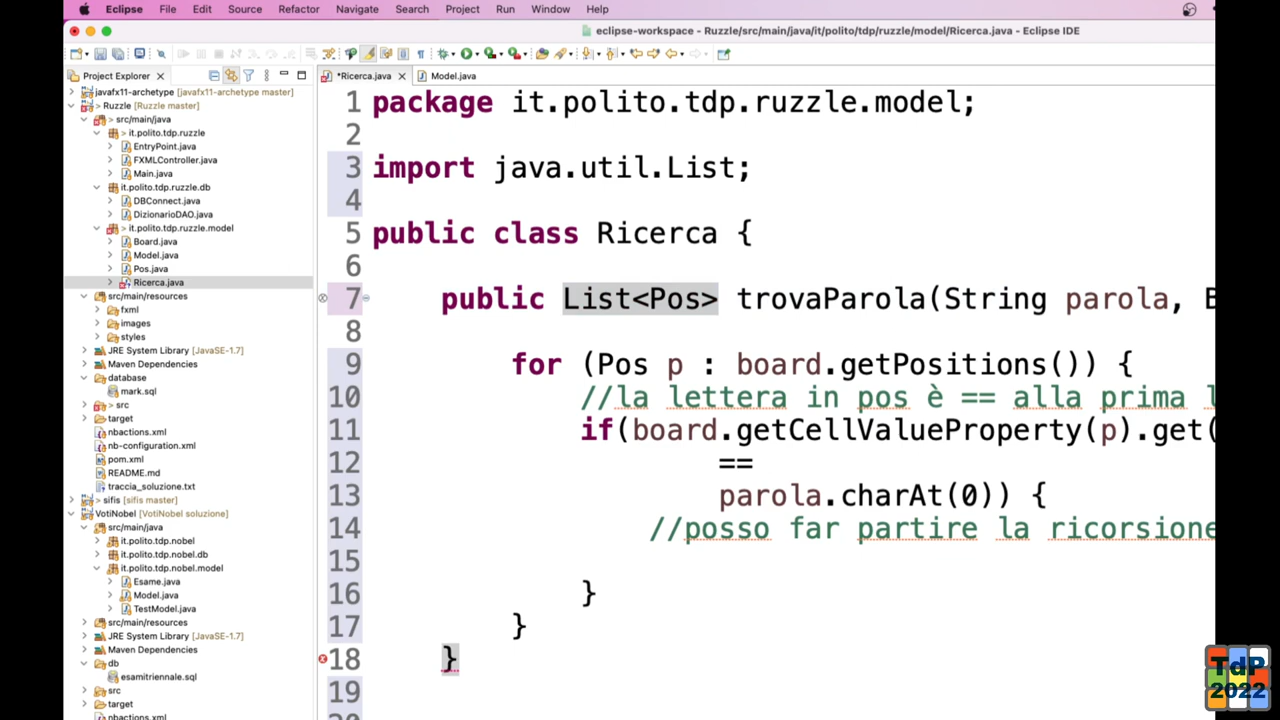 Eclipse File Edit Source Refactor Navigate Search Project Run Window Help
eclipse-workspace - Ruzzle/src/main/java/it/polito/tdp/ruzzle/model/Ricerca.java - Eclipse IDE
Project Explorer
*Ricerca.java
Model.java
javafx11-archetype [javafx11-archetype master]
> Ruzzle [Ruzzle master]
> src/main/java
> it.polito.tdp.ruzzle
EntryPoint.java
FXMLController.java
Main.java
it.polito.tdp.ruzzle.db
DBConnect.java
DizionarioDAO.java
> it.polito.tdp.ruzzle.model
Board.java
Model.java
Pos.java
Ricerca.java
src/main/resources
fxml
images
styles
JRE System Library [JavaSE-1.7]
Maven Dependencies
database
mark.sql
> src
target
nbactions.xml
nb-configuration.xml
pom.xml
README.md
traccia_soluzione.txt
> sifis [sifis master]
VotiNobel [VotiNobel soluzione]
src/main/java
it.polito.tdp.nobel
it.polito.tdp.nobel.db
it.polito.tdp.nobel.model
Esame.java
Model.java
TestModel.java
src/main/resources
JRE System Library [JavaSE-1.7]
Maven Dependencies
db
esamitriennale.sql
src
target
nbactions.xml
1 package it.polito.tdp.ruzzle.model;
2
3 import java.util.List;
4
5 public class Ricerca {
6
7 public List<Pos> trovaParola(String parola, B
8
9 for (Pos p : board.getPositions()) {
10 //la lettera in pos è == alla prima l
11 if(board.getCellValueProperty(p).get(
12 ==
13 parola.charAt(0)) {
14 //posso far partire la ricorsione
15
16 }
17 }
18 }
19
TdP
2022